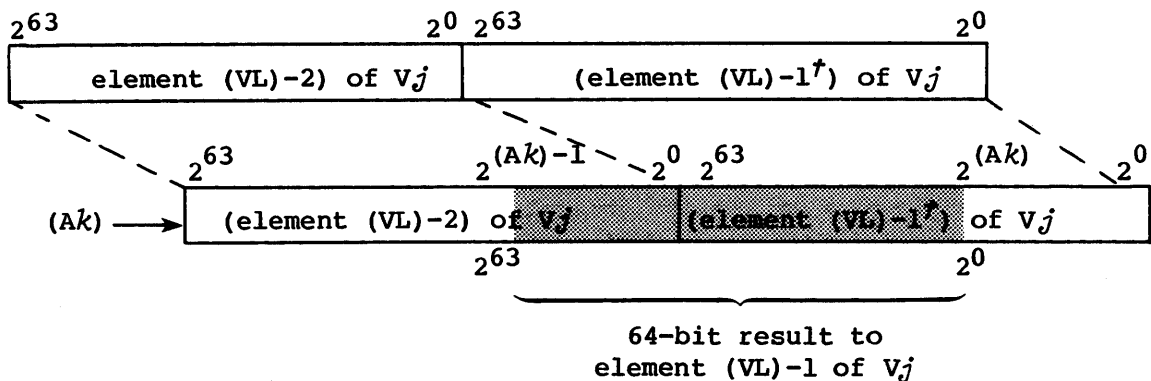 2^63 2^0 2^63 2^0
element (VL)-2) of Vj (element (VL)-1†) of Vj
2^63 2^(Ak)-1 2^0 2^63 2^(Ak) 2^0
(Ak) (element (VL)-2) of Vj (element (VL)-1†) of Vj
2^63 2^0
64-bit result to
element (VL)-1 of Vj